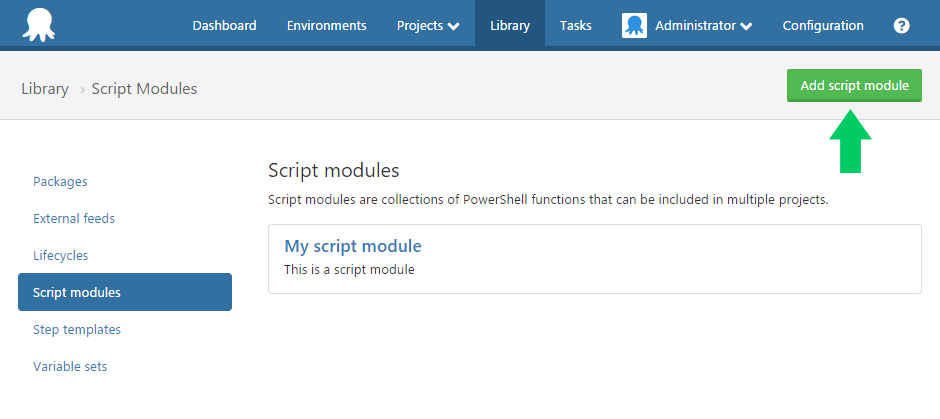 Dashboard Environments Projects Library Tasks Administrator Configuration ?
Library › Script Modules
Add script module
Packages
External feeds
Lifecycles
Script modules
Step templates
Variable sets
Script modules
Script modules are collections of PowerShell functions that can be included in multiple projects.
My script module
This is a script module